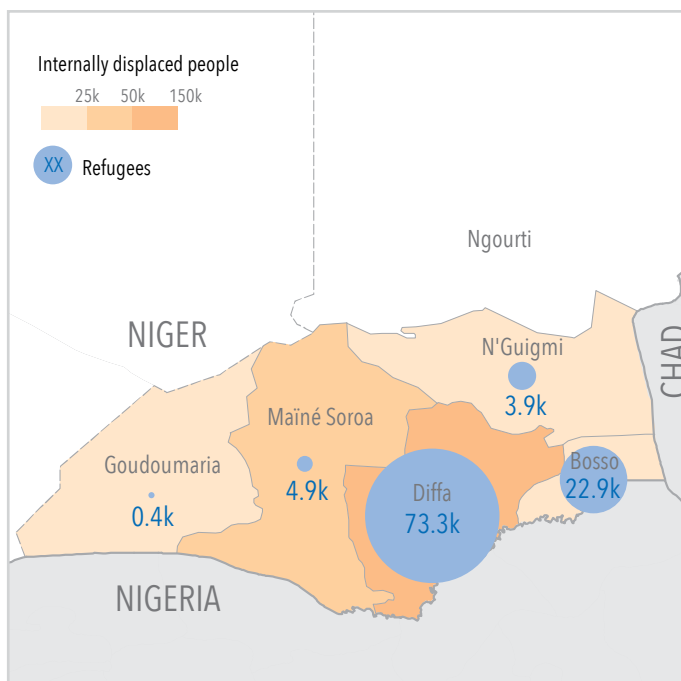 Internally displaced people
25k 50k 150k
XX Refugees
Ngourti
NIGER
CHAD
N'Guigmi
3.9k
Maïné Soroa
4.9k
Goudoumaria
0.4k
Bosso
22.9k
Diffa
73.3k
NIGERIA